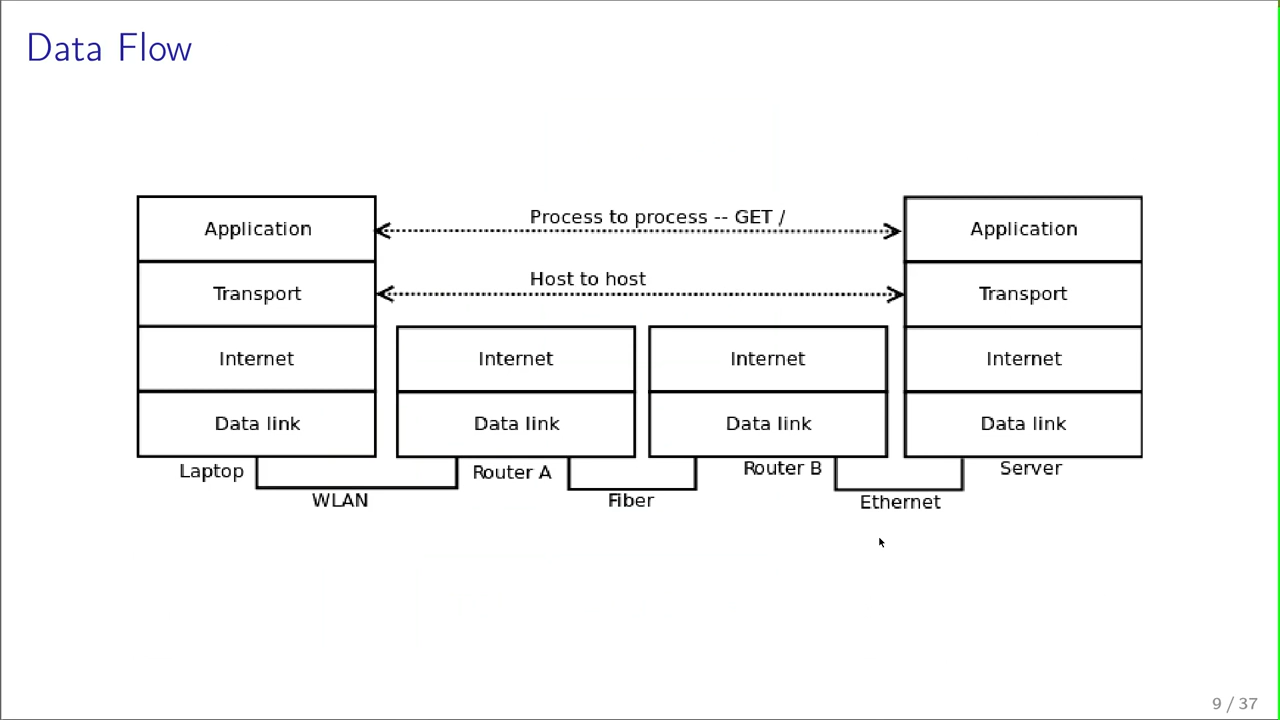 Data Flow
Process to process -- GET /
Application
Application
Host to host
Transport
Transport
Internet
Internet
Internet
Internet
Data link
Data link
Data link
Data link
Laptop
Router A
Router B
Server
WLAN
Fiber
Ethernet
9 / 37